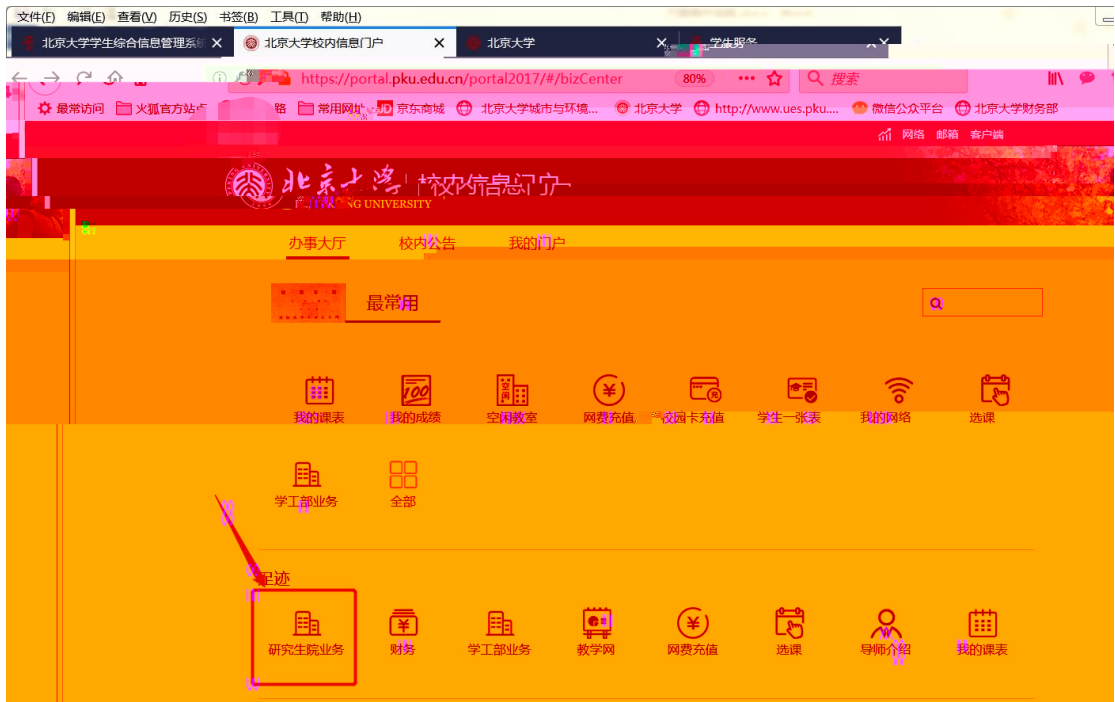 文件(F) 编辑(E) 查看(V) 历史(S) 书签(B) 工具(T) 帮助(H)
北京大学学生综合信息管理系统 北京大学校内信息门户 北京大学 学生服务
https://portal.pku.edu.cn/portal2017/#/bizCenter 80% 搜索
最常访问 火狐官方站点 常用网址 JD 京东商城 北京大学城市与环境... 北京大学 http://www.ues.pku.... 微信公众平台 北京大学财务部
网络 邮箱 客户端
北京大学 校内信息门户
UNIVERSITY
办事大厅 校内公告 我的门户
最常用
我的课表 我的成绩 空闲教室 网费充值 校园卡充值 学生一张表 我的网络 选课
学工部业务 全部
足迹
研究生院业务 财务 学工部业务 教学网 网费充值 选课 导师介绍 我的课表